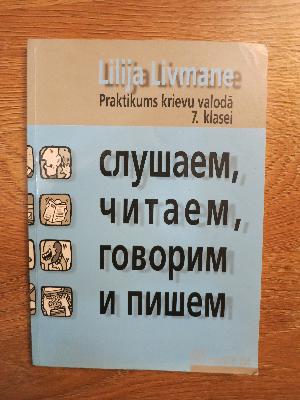 Lilija Livmane
Praktikums krievu valodā
7. klasei
слушаем,
читаем,
говорим
и пишем